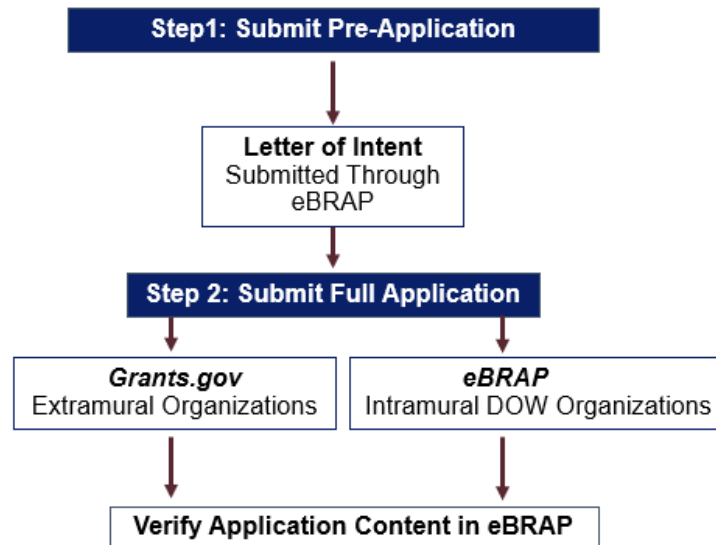 Step1: Submit Pre-Application
Letter of Intent
Submitted Through
eBRAP
Step 2: Submit Full Application
Grants.gov
Extramural Organizations
eBRAP
Intramural DOW Organizations
Verify Application Content in eBRAP